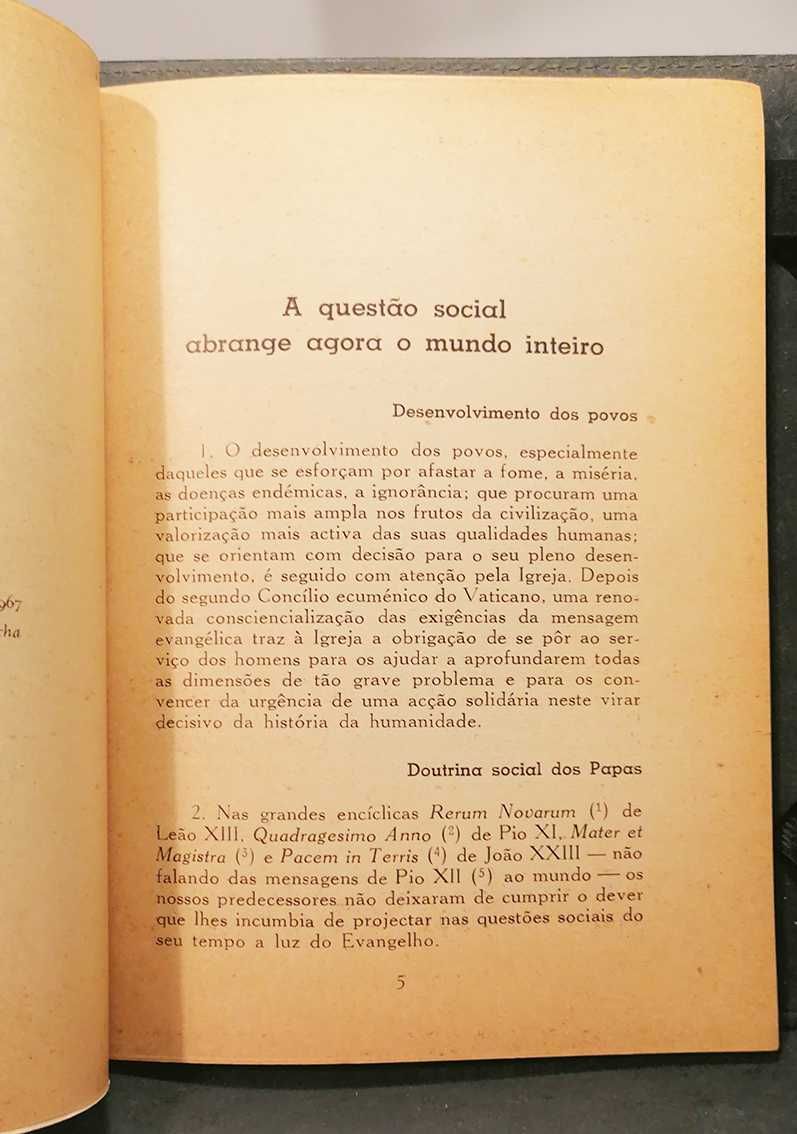 967
A questão social
abrange agora o mundo inteiro
Desenvolvimento dos povos
1. O desenvolvimento dos povos, especialmente
daqueles que se esforçam por afastar a fome, a miséria,
as doenças endémicas, a ignorância; que procuram uma
participação mais ampla nos frutos da civilização, uma
valorização mais activa das suas qualidades humanas;
que se orientam com decisão para o seu pleno desen-
volvimento, é seguido com atenção pela Igreja. Depois
do segundo Concílio ecuménico do Vaticano, uma reno-
vada consciencialização das exigências da mensagem
evangélica traz à Igreja a obrigação de se pôr ao ser-
viço dos homens para os ajudar a aprofundarem todas
as dimensões de tão grave problema e para os con-
vencer da urgência de uma acção solidária neste virar
decisivo da história da humanidade.
Doutrina social dos Papas
2. Nas grandes encíclicas Rerum Novarum (¹) de
Leão XIII, Quadragesimo Anno (²) de Pio XI, Mater et
Magistra (³) e Pacem in Terris (⁴) de João XXIII — não
falando das mensagens de Pio XII (⁵) ao mundo — os
nossos predecessores não deixaram de cumprir o dever
que lhes incumbia de projectar nas questões sociais do
seu tempo a luz do Evangelho.
5